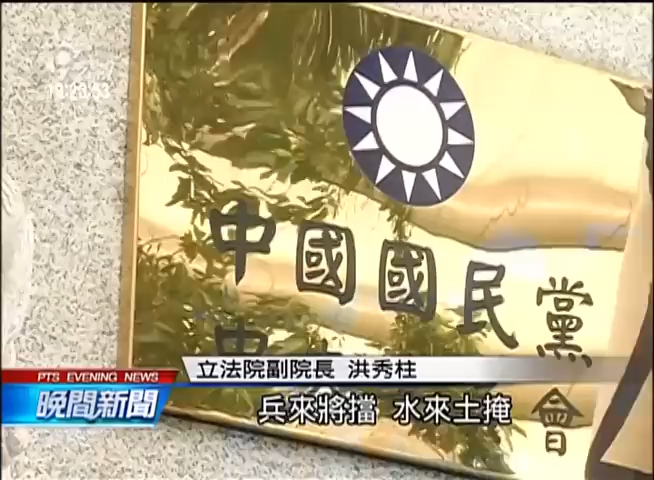 中國國民黨
會
立法院副院長 洪秀柱
PTS EVENING NEWS
晚間新聞
兵來將擋 水來土掩